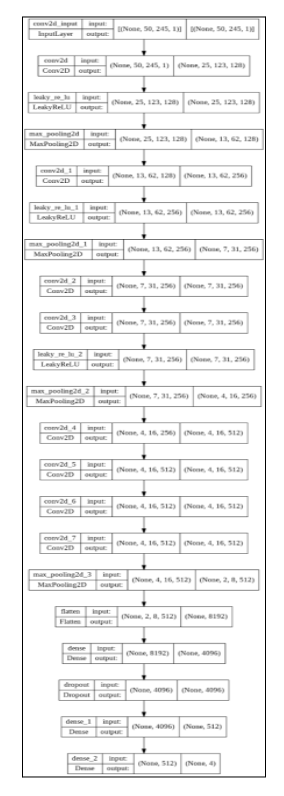 conv2d_input input: [(None, 50, 245, 1)] [(None, 50, 245, 1)]
InputLayer output:
conv2d input: (None, 50, 245, 1) (None, 25, 123, 128)
Conv2D output:
leaky_re_lu input: (None, 25, 123, 128) (None, 25, 123, 128)
LeakyReLU output:
max_pooling2d input: (None, 25, 123, 128) (None, 13, 62, 128)
MaxPooling2D output:
conv2d_1 input: (None, 13, 62, 128) (None, 13, 62, 256)
Conv2D output:
leaky_re_lu_1 input: (None, 13, 62, 256) (None, 13, 62, 256)
LeakyReLU output:
max_pooling2d_1 input: (None, 13, 62, 256) (None, 7, 31, 256)
MaxPooling2D output:
conv2d_2 input: (None, 7, 31, 256) (None, 7, 31, 256)
Conv2D output:
conv2d_3 input: (None, 7, 31, 256) (None, 7, 31, 256)
Conv2D output:
leaky_re_lu_2 input: (None, 7, 31, 256) (None, 7, 31, 256)
LeakyReLU output:
max_pooling2d_2 input: (None, 7, 31, 256) (None, 4, 16, 256)
MaxPooling2D output:
conv2d_4 input: (None, 4, 16, 256) (None, 4, 16, 512)
Conv2D output:
conv2d_5 input: (None, 4, 16, 512) (None, 4, 16, 512)
Conv2D output:
conv2d_6 input: (None, 4, 16, 512) (None, 4, 16, 512)
Conv2D output:
conv2d_7 input: (None, 4, 16, 512) (None, 4, 16, 512)
Conv2D output:
max_pooling2d_3 input: (None, 4, 16, 512) (None, 2, 8, 512)
MaxPooling2D output:
flatten input: (None, 2, 8, 512) (None, 8192)
Flatten output:
dense input: (None, 8192) (None, 4096)
Dense output:
dropout input: (None, 4096) (None, 4096)
Dropout output:
dense_1 input: (None, 4096) (None, 512)
Dense output:
dense_2 input: (None, 512) (None, 4)
Dense output: